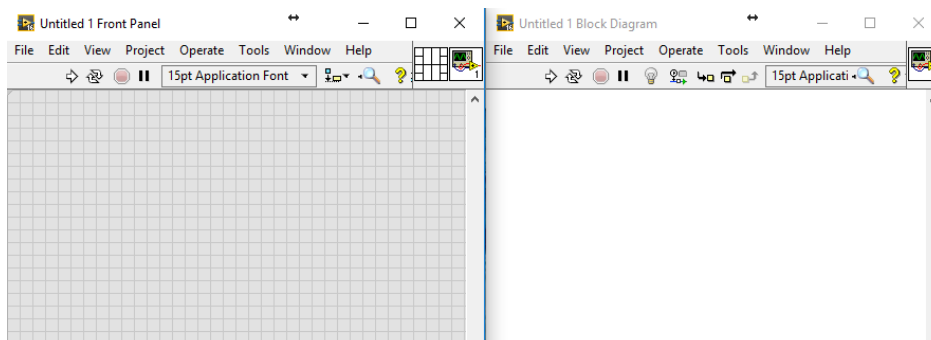 Untitled 1 Front Panel
File Edit View Project Operate Tools Window Help
15pt Application Font
1
Untitled 1 Block Diagram
File Edit View Project Operate Tools Window Help
15pt Applicati